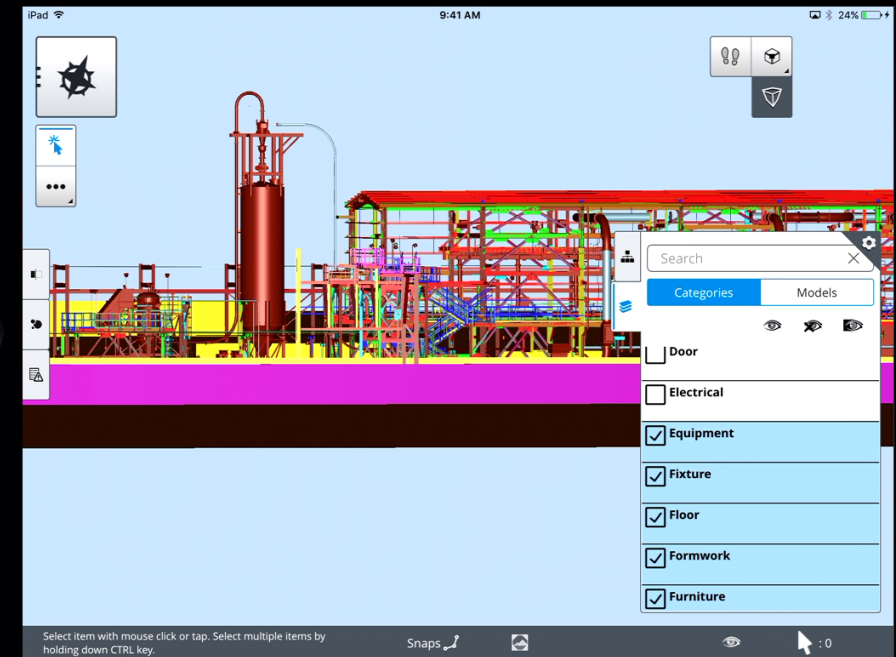 iPad
9:41 AM
24%
Search
Categories
Models
Door
Electrical
Equipment
Fixture
Floor
Formwork
Furniture
Select item with mouse click or tap. Select multiple items by
holding down CTRL key.
Snaps
: 0